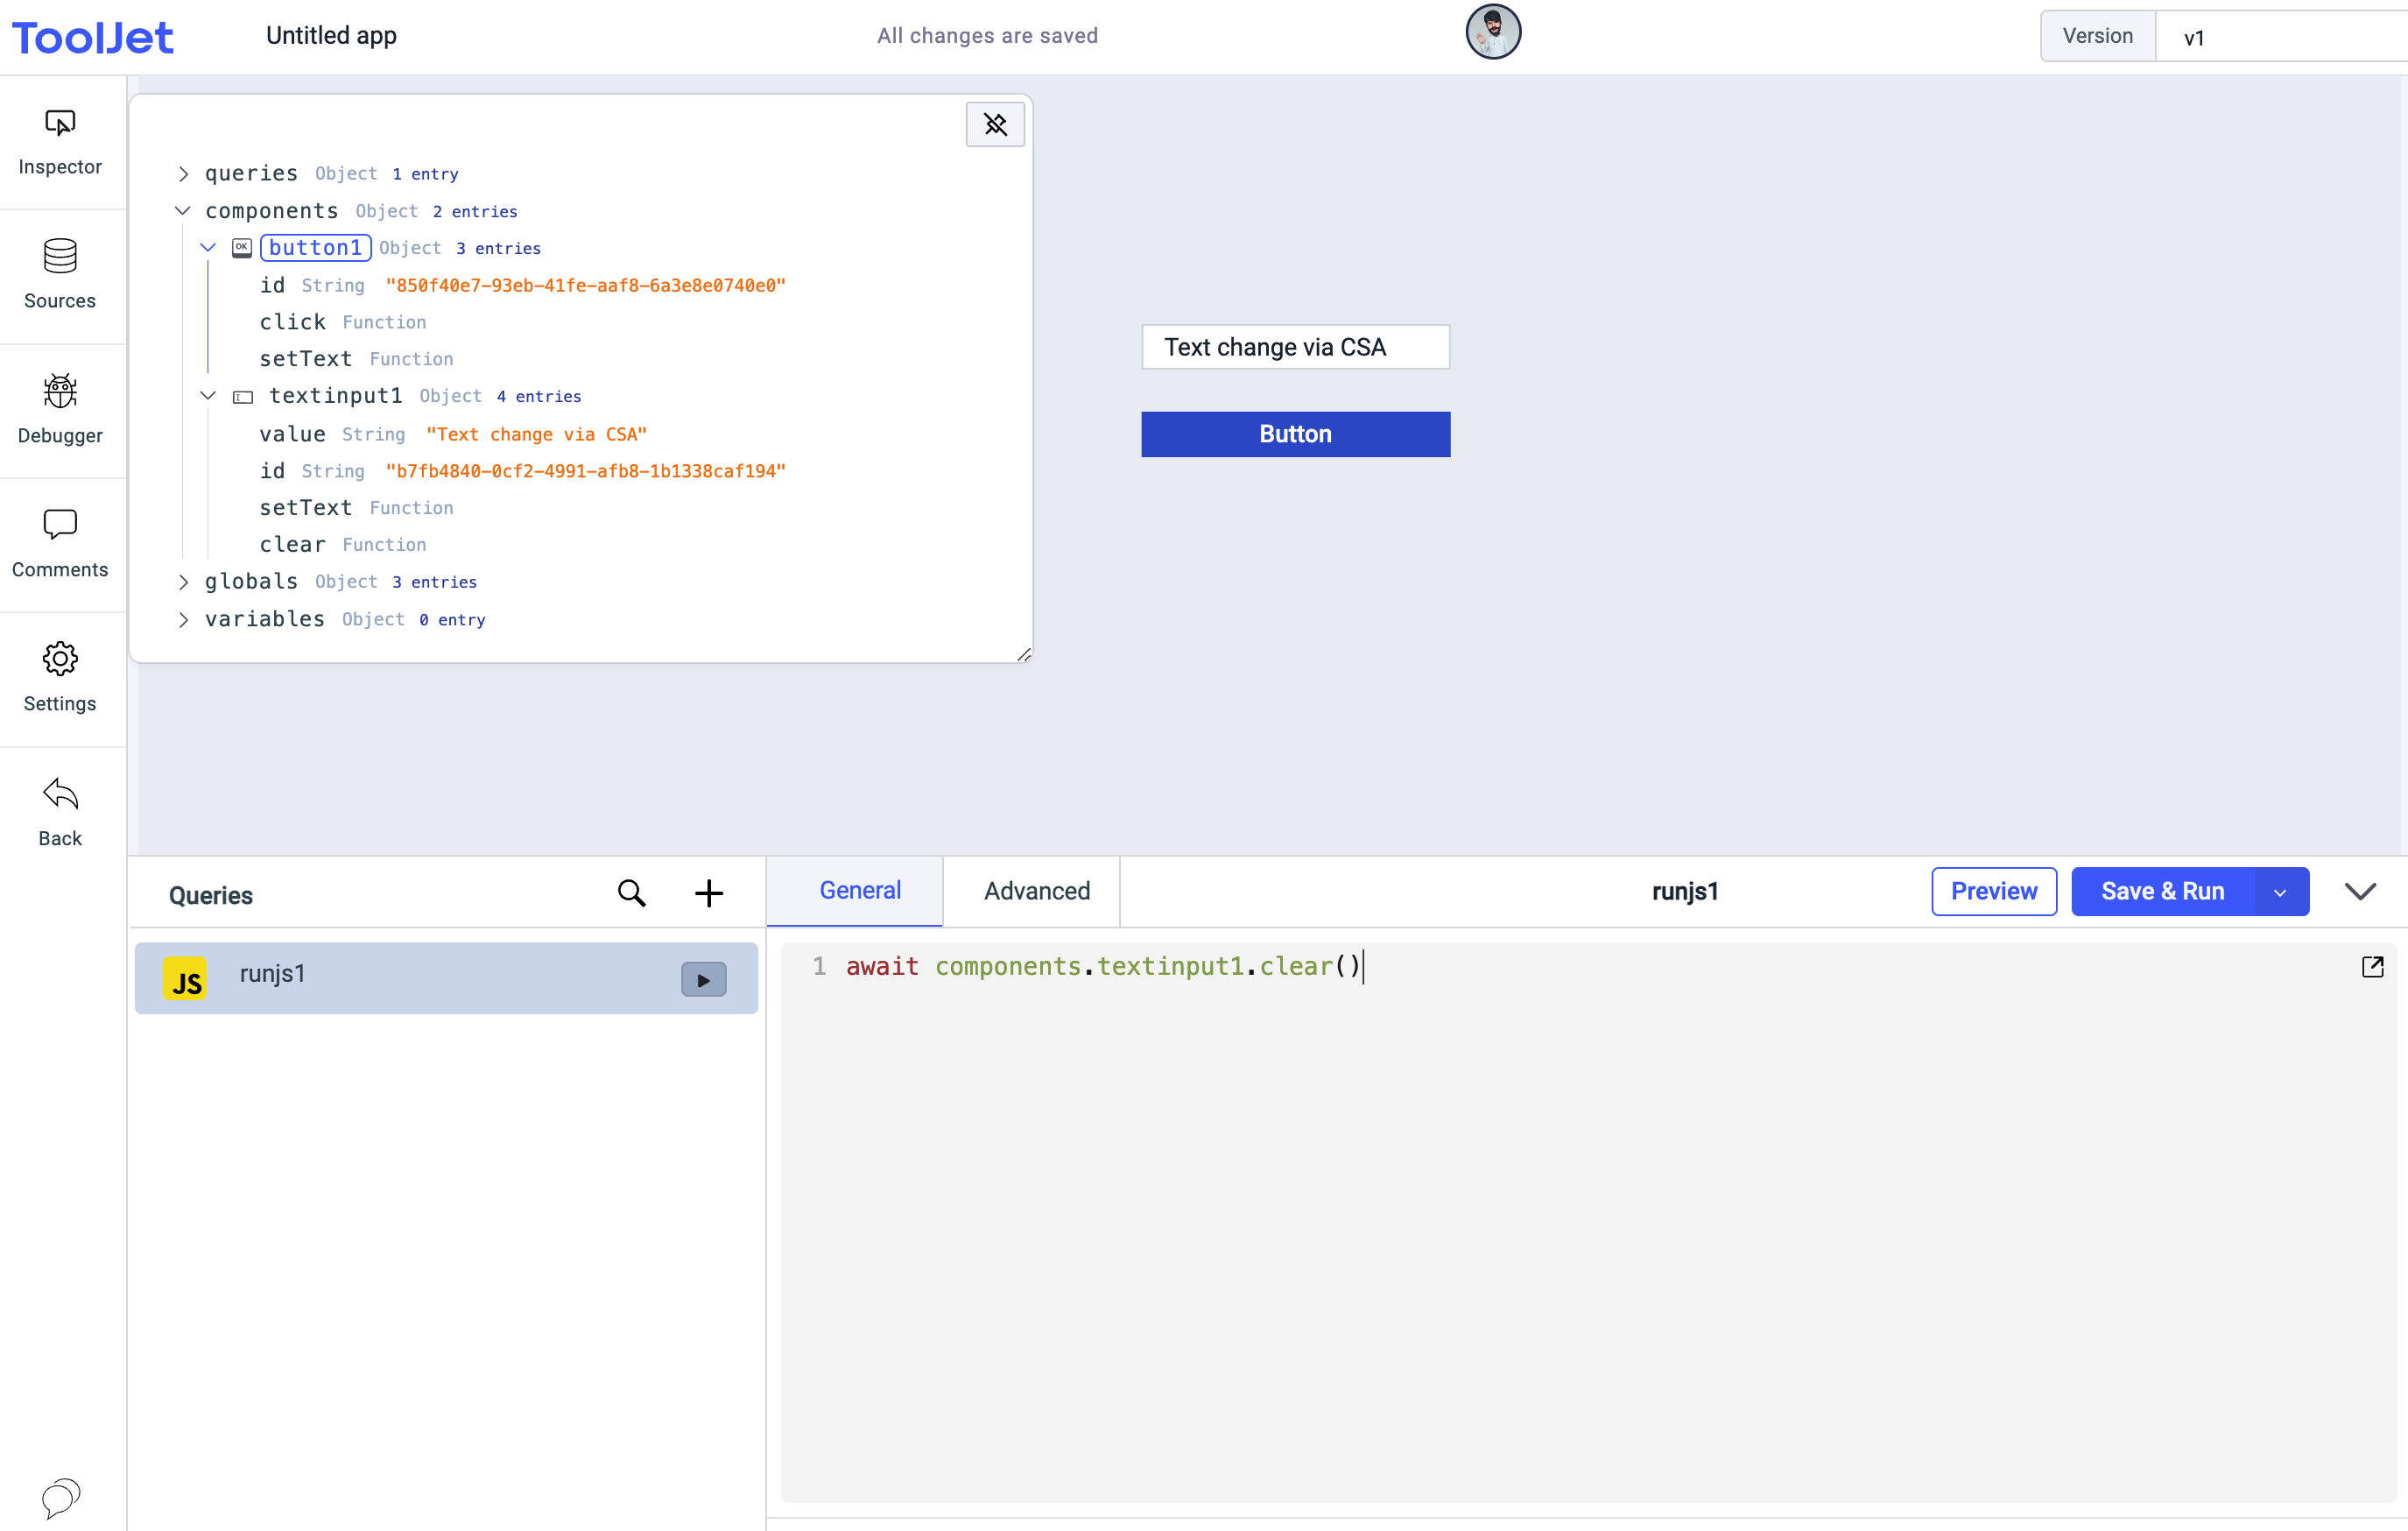 ToolJet
Untitled app
All changes are saved
Version
v1
Inspector
Sources
Debugger
Comments
Settings
Back
queries Object 1 entry
components Object 2 entries
OK button1 Object 3 entries
id String "850f40e7-93eb-41fe-aaf8-6a3e8e0740e0"
click Function
setText Function
textinput1 Object 4 entries
value String "Text change via CSA"
id String "b7fb4840-0cf2-4991-afb8-1b1338caf194"
setText Function
clear Function
globals Object 3 entries
variables Object 0 entry
Text change via CSA
Button
Queries
JS runjs1
General
Advanced
runjs1
Preview
Save & Run
1 await components.textinput1.clear()